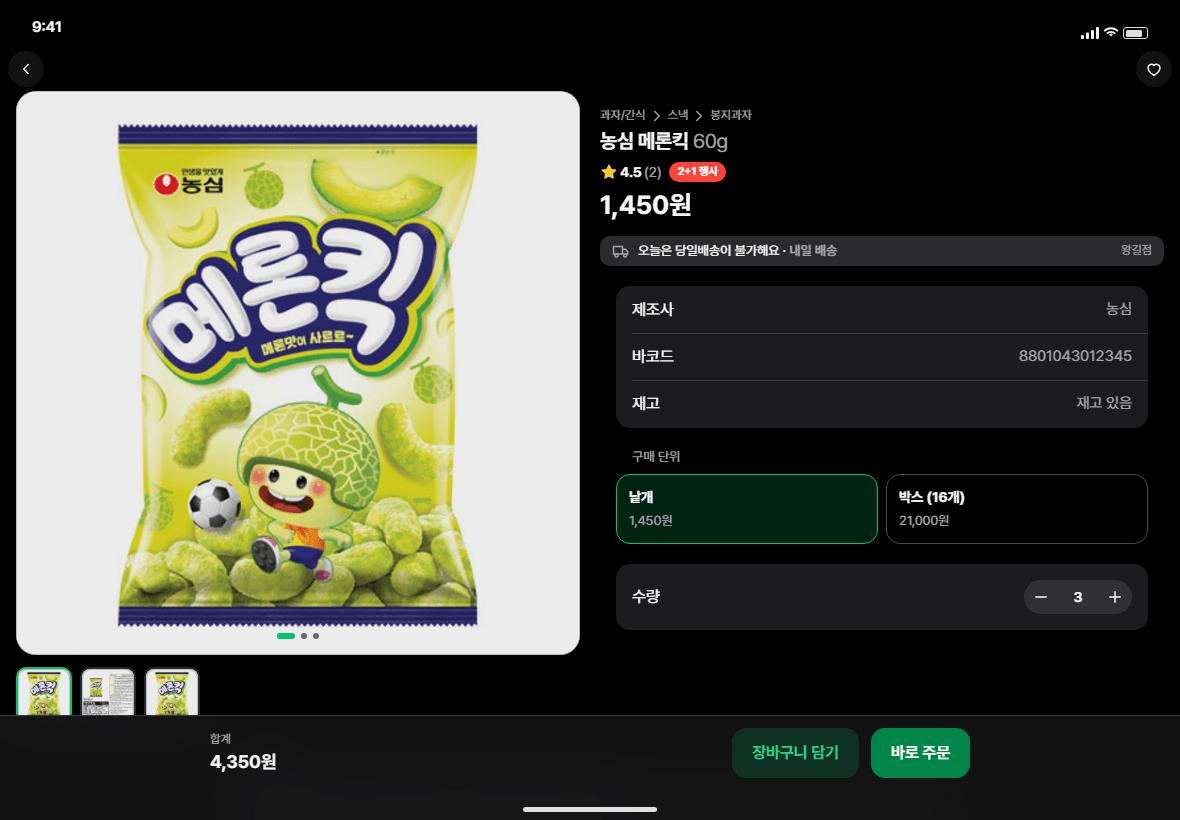 9:41
과자/간식 > 스낵 > 봉지과자
농심 메론킥 60g
4.5 (2) 2+1 행사
1,450원
오늘은 당일배송이 불가해요 · 내일 배송
왕길점
제조사
농심
바코드
8801043012345
재고
재고 있음
구매 단위
낱개
1,450원
박스 (16개)
21,000원
수량
3
인생을 맛있게
농심
메론킥
메론맛이 사르르~
합계
4,350원
장바구니 담기
바로 주문